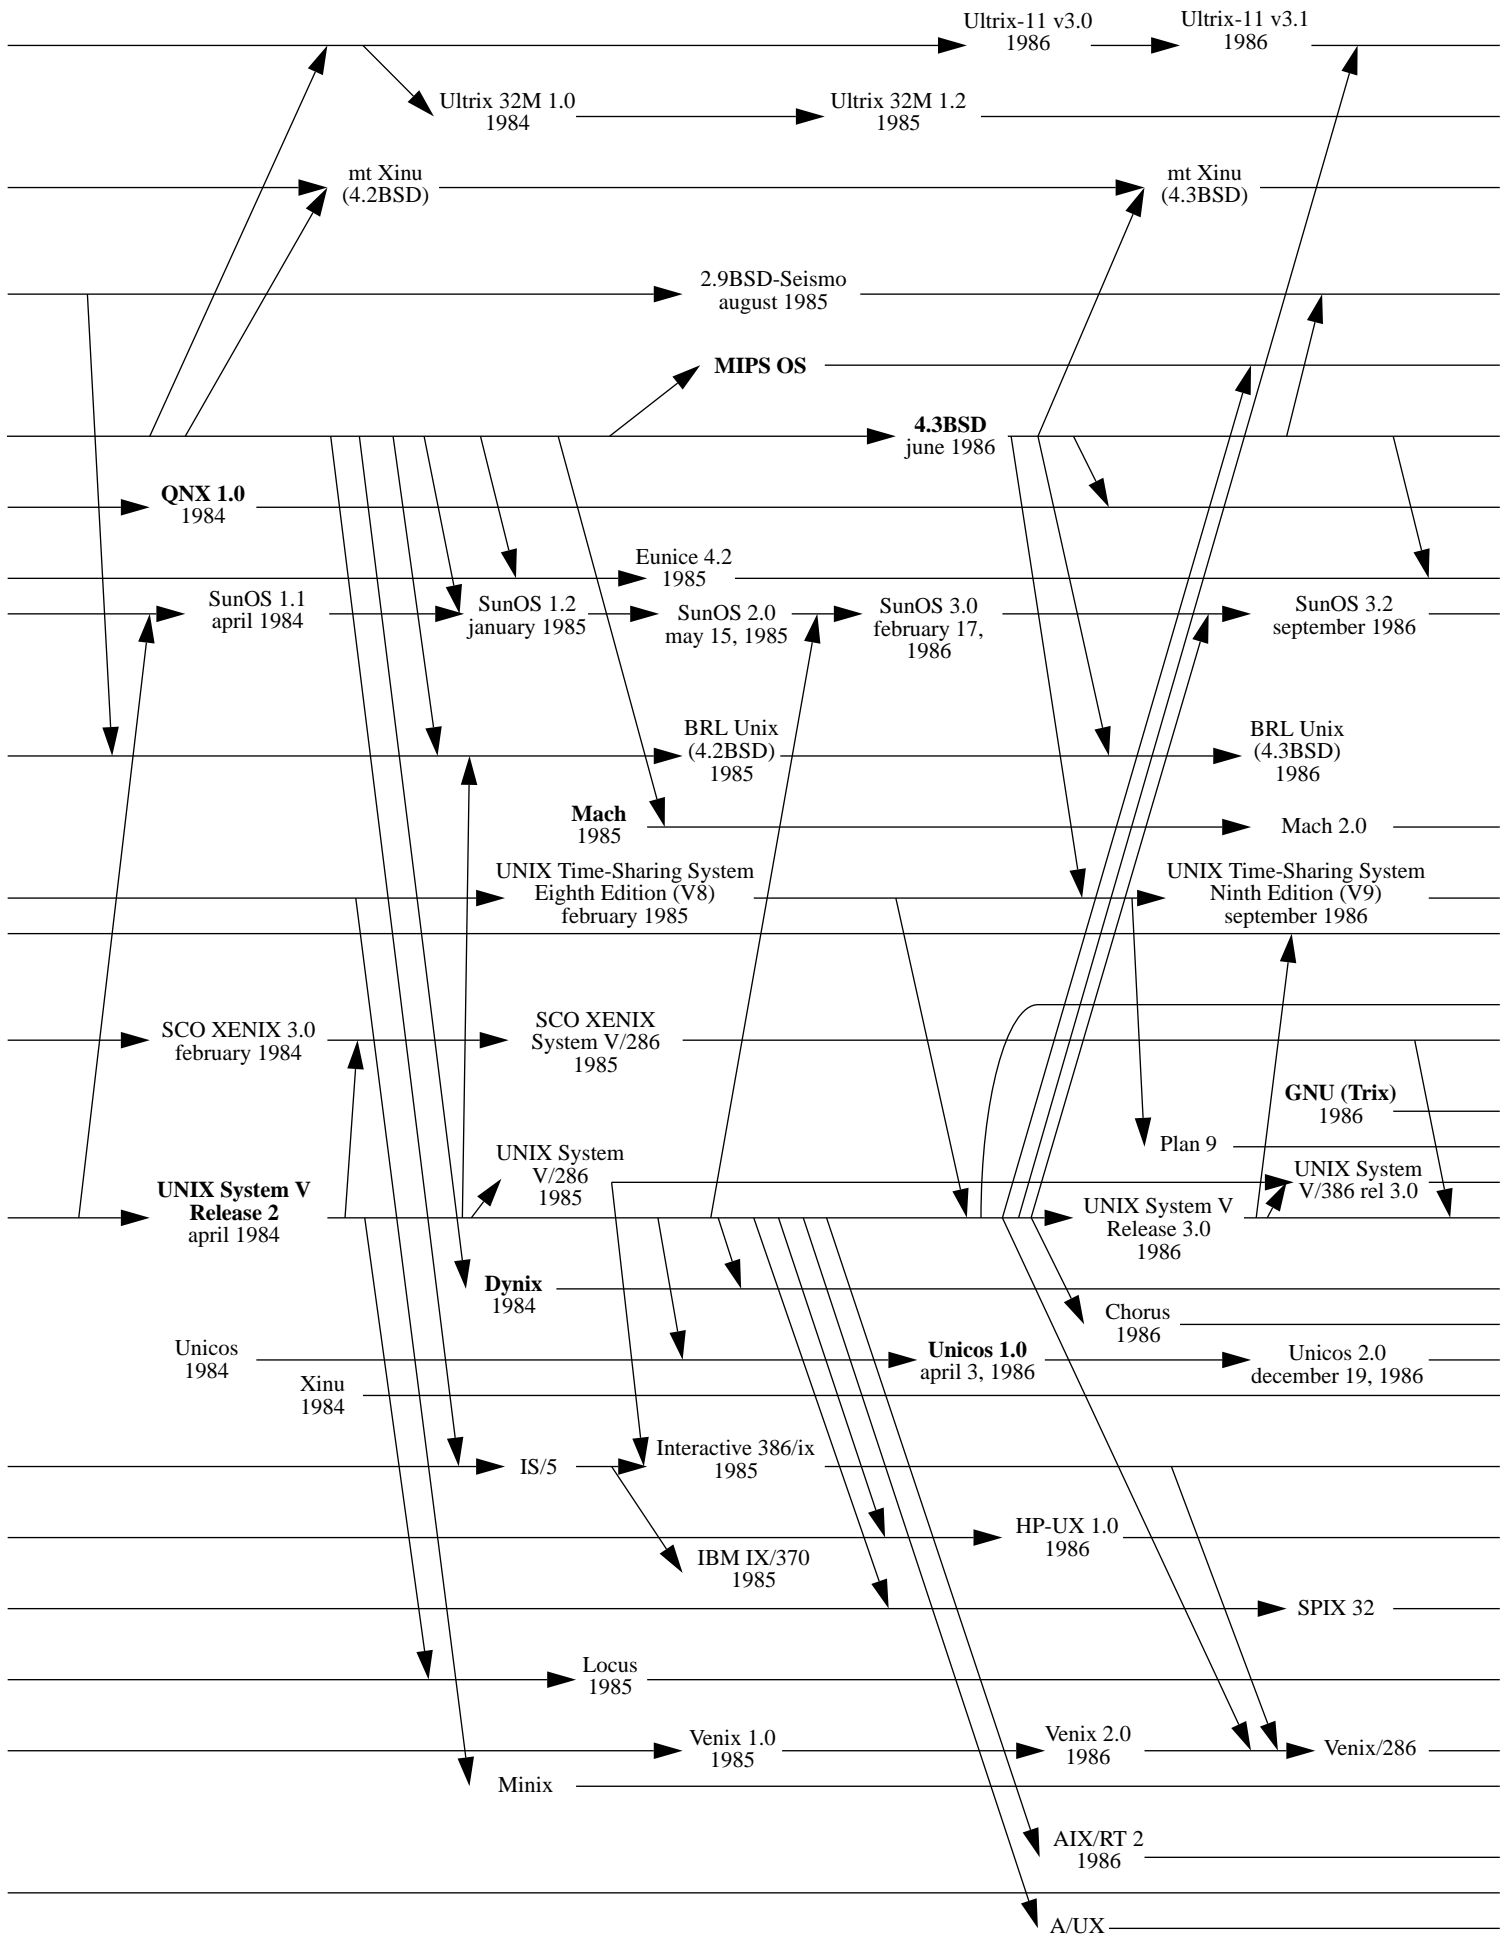 Ultrix-11 v3.0
1986
Ultrix-11 v3.1
1986
Ultrix 32M 1.0
1984
Ultrix 32M 1.2
1985
mt Xinu
(4.2BSD)
mt Xinu
(4.3BSD)
2.9BSD-Seismo
august 1985
MIPS OS
4.3BSD
june 1986
QNX 1.0
1984
Eunice 4.2
1985
SunOS 1.1
april 1984
SunOS 1.2
january 1985
SunOS 2.0
may 15, 1985
SunOS 3.0
february 17,
1986
SunOS 3.2
september 1986
BRL Unix
(4.2BSD)
1985
BRL Unix
(4.3BSD)
1986
Mach
1985
Mach 2.0
UNIX Time-Sharing System
Eighth Edition (V8)
february 1985
UNIX Time-Sharing System
Ninth Edition (V9)
september 1986
SCO XENIX 3.0
february 1984
SCO XENIX
System V/286
1985
GNU (Trix)
1986
Plan 9
UNIX System
V/286
1985
UNIX System
V/386 rel 3.0
UNIX System V
Release 2
april 1984
UNIX System V
Release 3.0
1986
Dynix
1984
Chorus
1986
Unicos
1984
Unicos 1.0
april 3, 1986
Unicos 2.0
december 19, 1986
Xinu
1984
IS/5
Interactive 386/ix
1985
HP-UX 1.0
1986
IBM IX/370
1985
SPIX 32
Locus
1985
Venix 1.0
1985
Venix 2.0
1986
Venix/286
Minix
AIX/RT 2
1986
A/UX